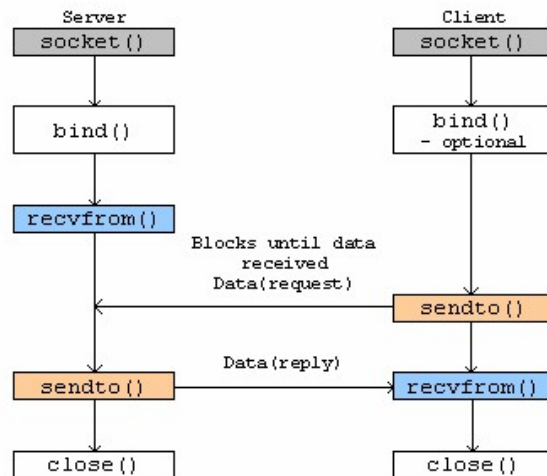 Server
socket()
bind()
recvfrom()
sendto()
close()
Blocks until data
received
Data(request)
Data(reply)
Client
socket()
bind()
- optional
sendto()
recvfrom()
close()